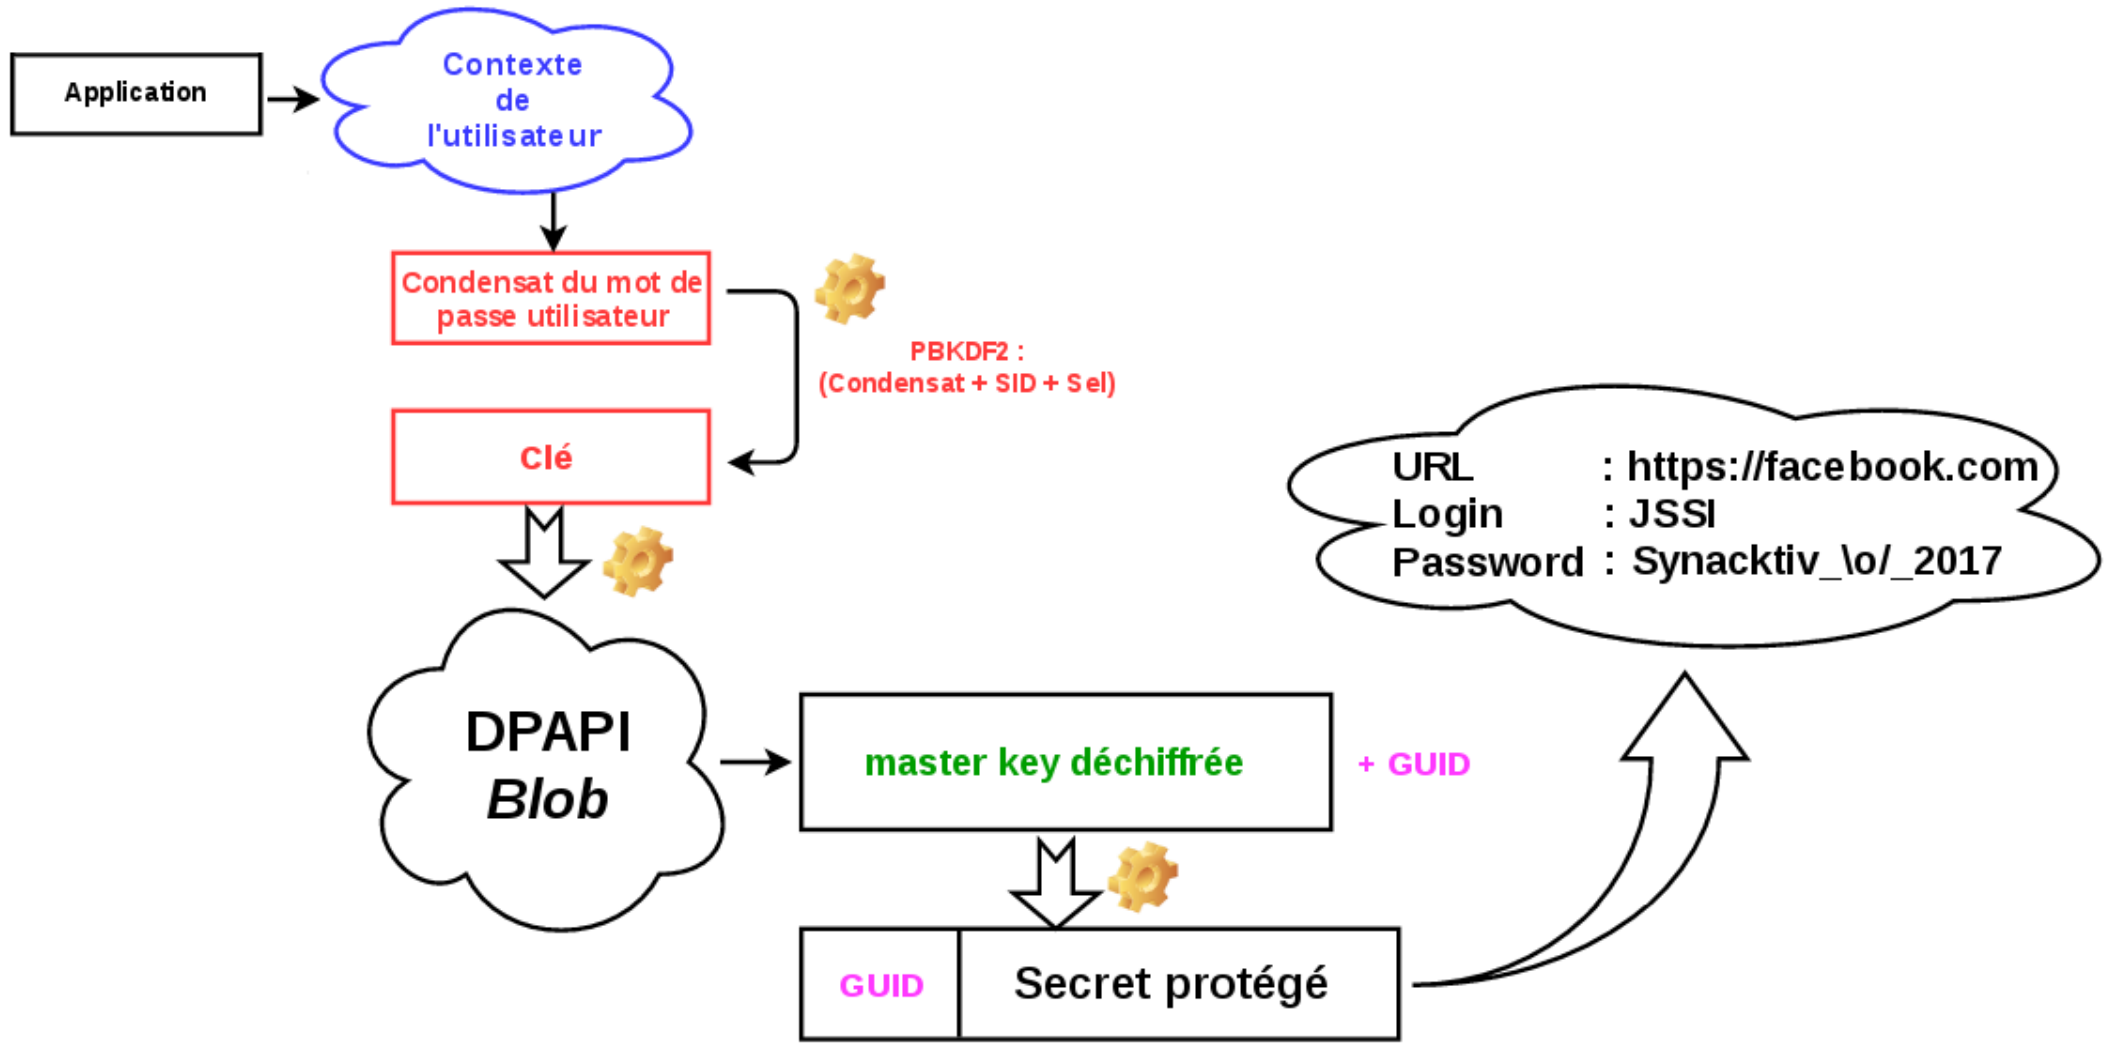 Application
Contexte
de
l'utilisateur
Condensat du mot de
passe utilisateur
PBKDF2 :
(Condensat + SID + Sel)
Clé
URL : https://facebook.com
Login : JSSI
Password : Synacktiv_\o/_2017
DPAPI
Blob
master key déchiffrée
+ GUID
GUID
Secret protégé